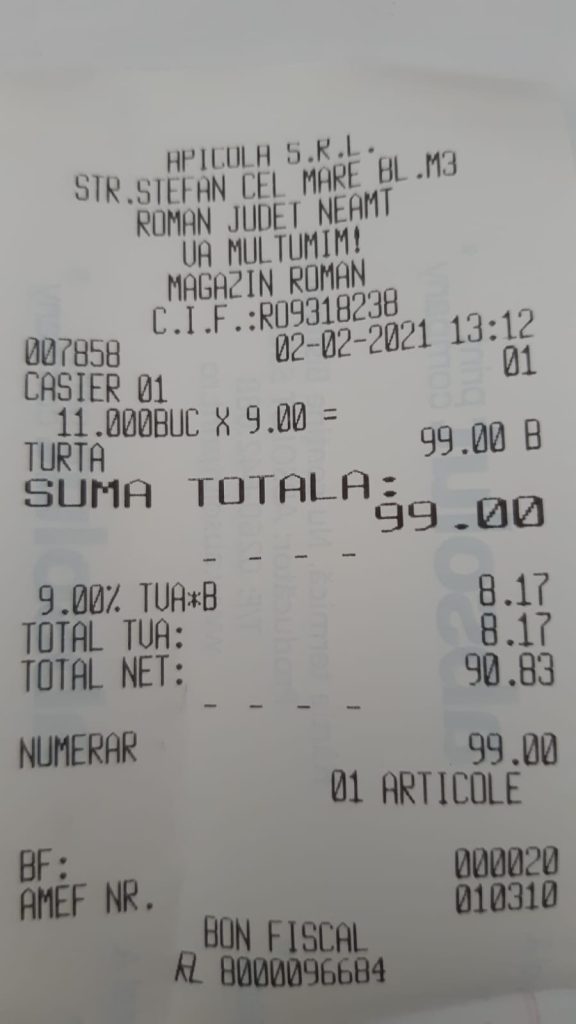 APICOLA S.R.L.
STR.STEFAN CEL MARE BL.M3
ROMAN JUDET NEAMT
VA MULTUMIM!
MAGAZIN ROMAN
C.I.F.:RO9318238
007858 02-02-2021 13:12
CASIER 01 01
11.000BUC X 9.00 =
TURTA 99.00 B
SUMA TOTALA:
99.00
- - - -
9.00% TVA*B 8.17
TOTAL TVA: 8.17
TOTAL NET: 90.83
- - - -
NUMERAR 99.00
01 ARTICOLE
BF: 000020
AMEF NR. 010310
BON FISCAL
8000096684